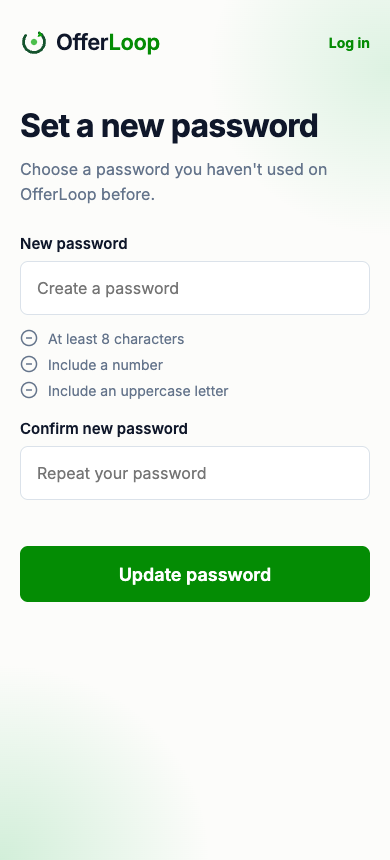 OfferLoop
Log in
Set a new password
Choose a password you haven't used on
OfferLoop before.
New password
Create a password
At least 8 characters
Include a number
Include an uppercase letter
Confirm new password
Repeat your password
Update password